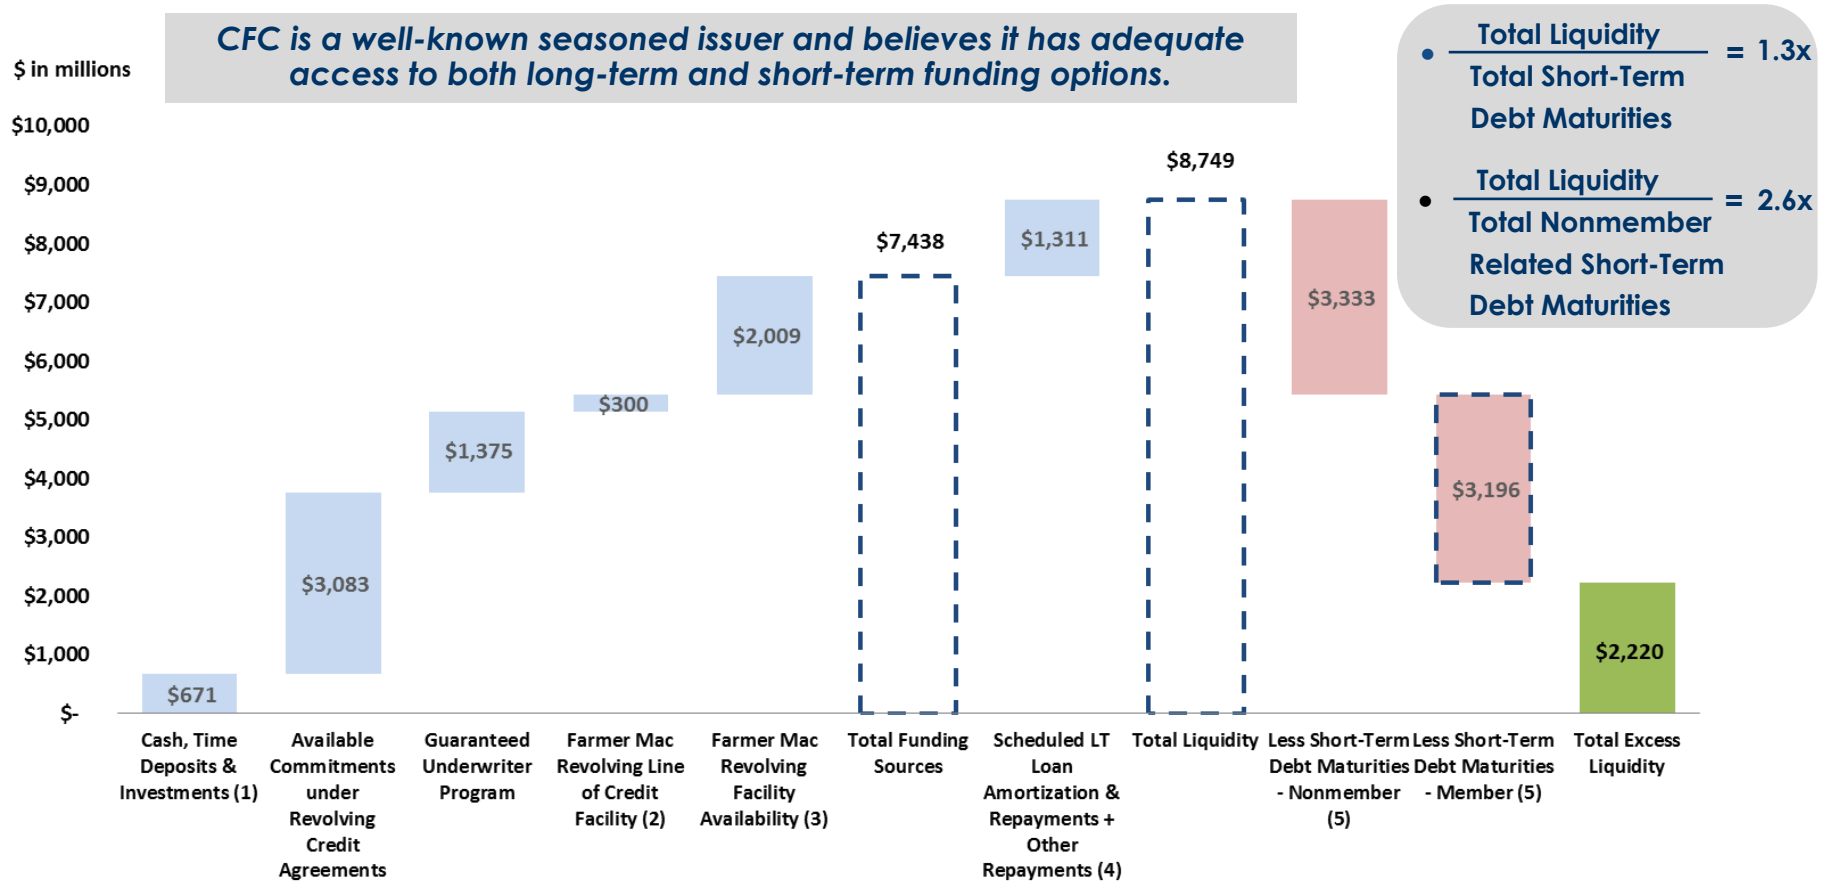 CFC is a well-known seasoned issuer and believes it has adequate
access to both long-term and short-term funding options.
$ in millions
• Total Liquidity = 1.3x
Total Short-Term
Debt Maturities
• Total Liquidity = 2.6x
Total Nonmember
Related Short-Term
Debt Maturities
$10,000
$9,000
$8,000
$7,000
$6,000
$5,000
$4,000
$3,000
$2,000
$1,000
$-
$671
$3,083
$1,375
$300
$2,009
$7,438
$1,311
$8,749
$3,333
$3,196
$2,220
Cash, Time
Deposits &
Investments (1)
Available
Commitments
under
Revolving
Credit
Agreements
Guaranteed
Underwriter
Program
Farmer Mac
Revolving Line
of Credit
Facility (2)
Farmer Mac
Revolving
Facility
Availability (3)
Total Funding
Sources
Scheduled LT
Loan
Amortization &
Repayments +
Other
Repayments (4)
Total Liquidity
Less Short-Term
Debt Maturities
- Nonmember
(5)
Less Short-Term
Debt Maturities
- Member (5)
Total Excess
Liquidity